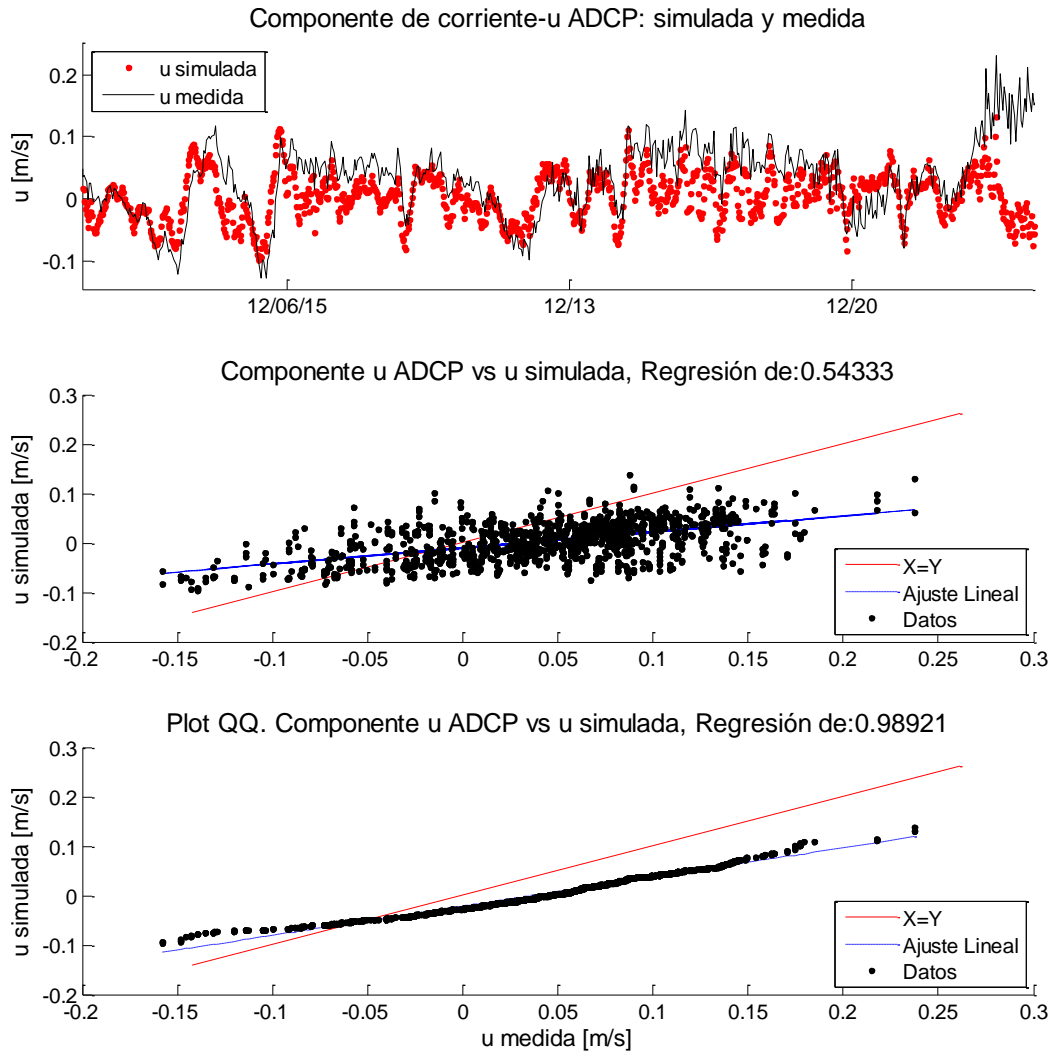 Componente de corriente-u ADCP: simulada y medida
u [m/s]
0.2
0.1
0
-0.1
u simulada
u medida
12/06/15
12/13
12/20
Componente u ADCP vs u simulada, Regresión de:0.54333
u simulada [m/s]
0.3
0.2
0.1
0
-0.1
-0.2
X=Y
Ajuste Lineal
Datos
-0.2
-0.15
-0.1
-0.05
0
0.05
0.1
0.15
0.2
0.25
0.3
Plot QQ. Componente u ADCP vs u simulada, Regresión de:0.98921
u simulada [m/s]
0.3
0.2
0.1
0
-0.1
-0.2
X=Y
Ajuste Lineal
Datos
-0.2
-0.15
-0.1
-0.05
0
0.05
0.1
0.15
0.2
0.25
0.3
u medida [m/s]